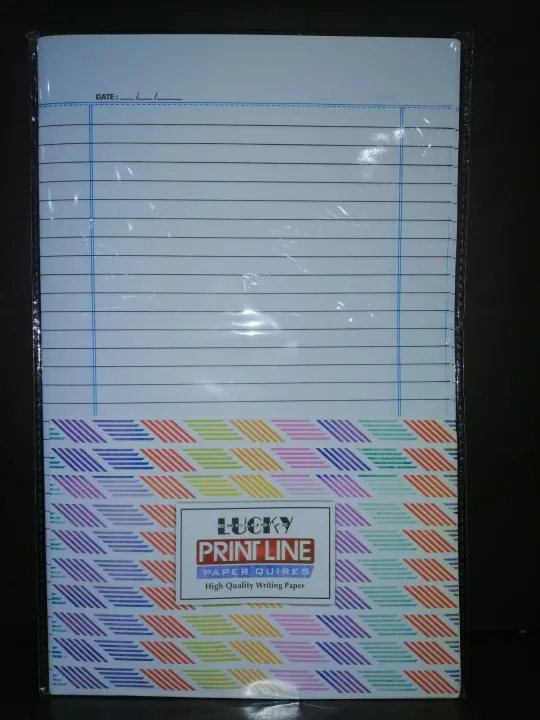 DATE : __ /__ /____
LUCKY
PRINT LINE
PAPER QUIRES
High Quality Writing Paper